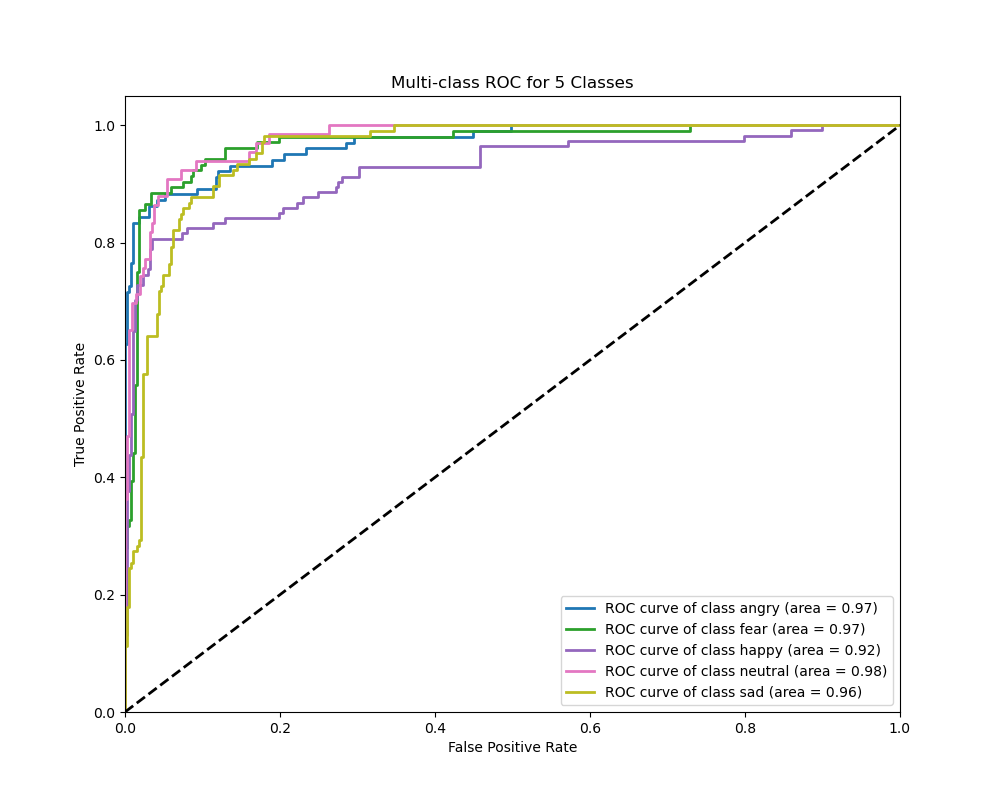 Multi-class ROC for 5 Classes
1.0
0.8
0.6
0.4
0.2
0.0
True Positive Rate
0.0 0.2 0.4 0.6 0.8 1.0
False Positive Rate
ROC curve of class angry (area = 0.97)
ROC curve of class fear (area = 0.97)
ROC curve of class happy (area = 0.92)
ROC curve of class neutral (area = 0.98)
ROC curve of class sad (area = 0.96)